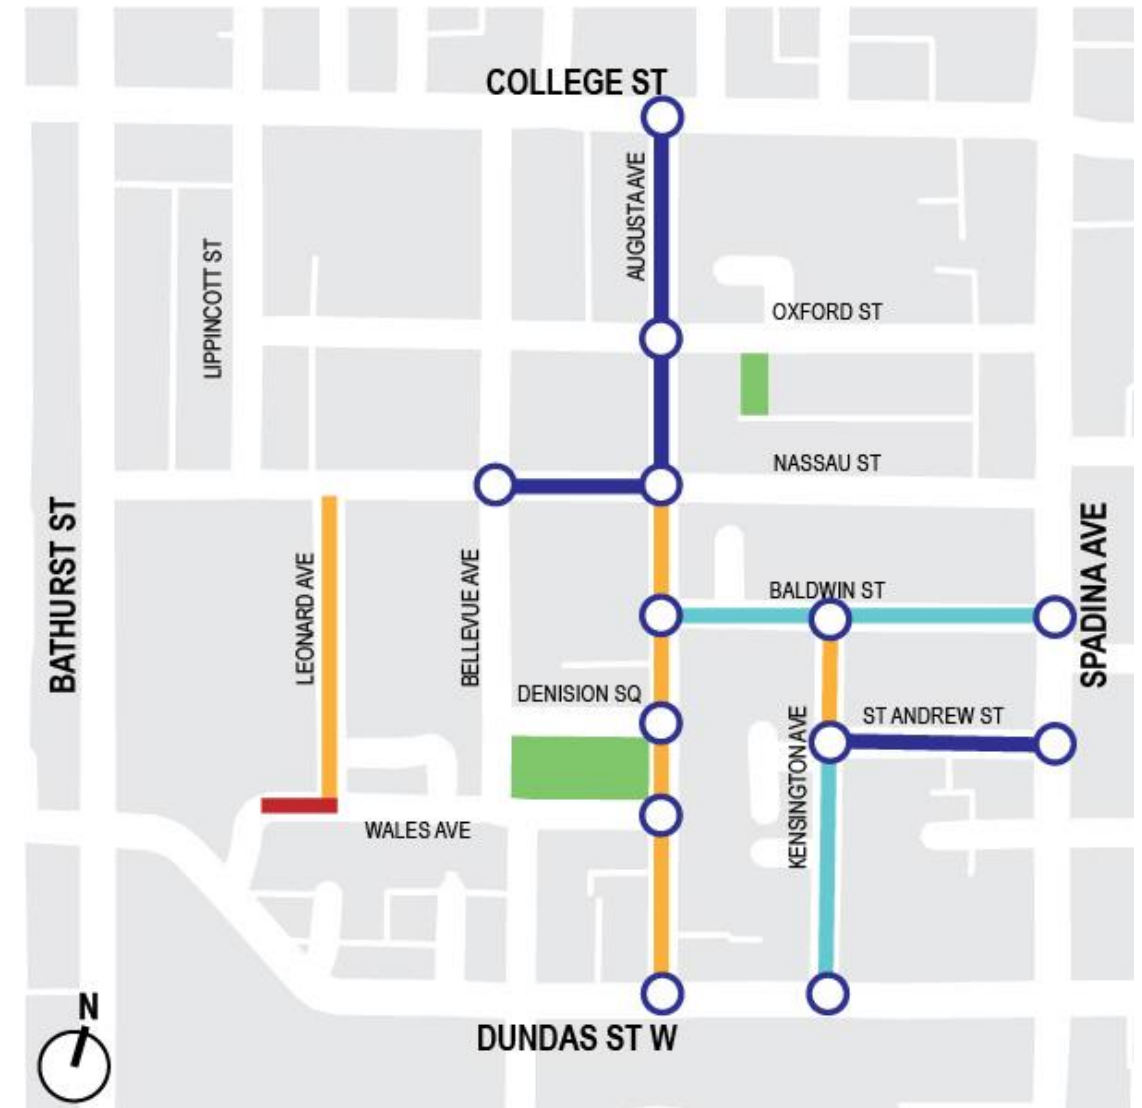 COLLEGE ST
AUGUSTA AVE
LIPPINCOTT ST
OXFORD ST
NASSAU ST
BATHURST ST
LEONARD AVE
BELLEVUE AVE
BALDWIN ST
SPADINA AVE
DENISION SQ
KENSINGTON AVE
ST ANDREW ST
WALES AVE
N
DUNDAS ST W